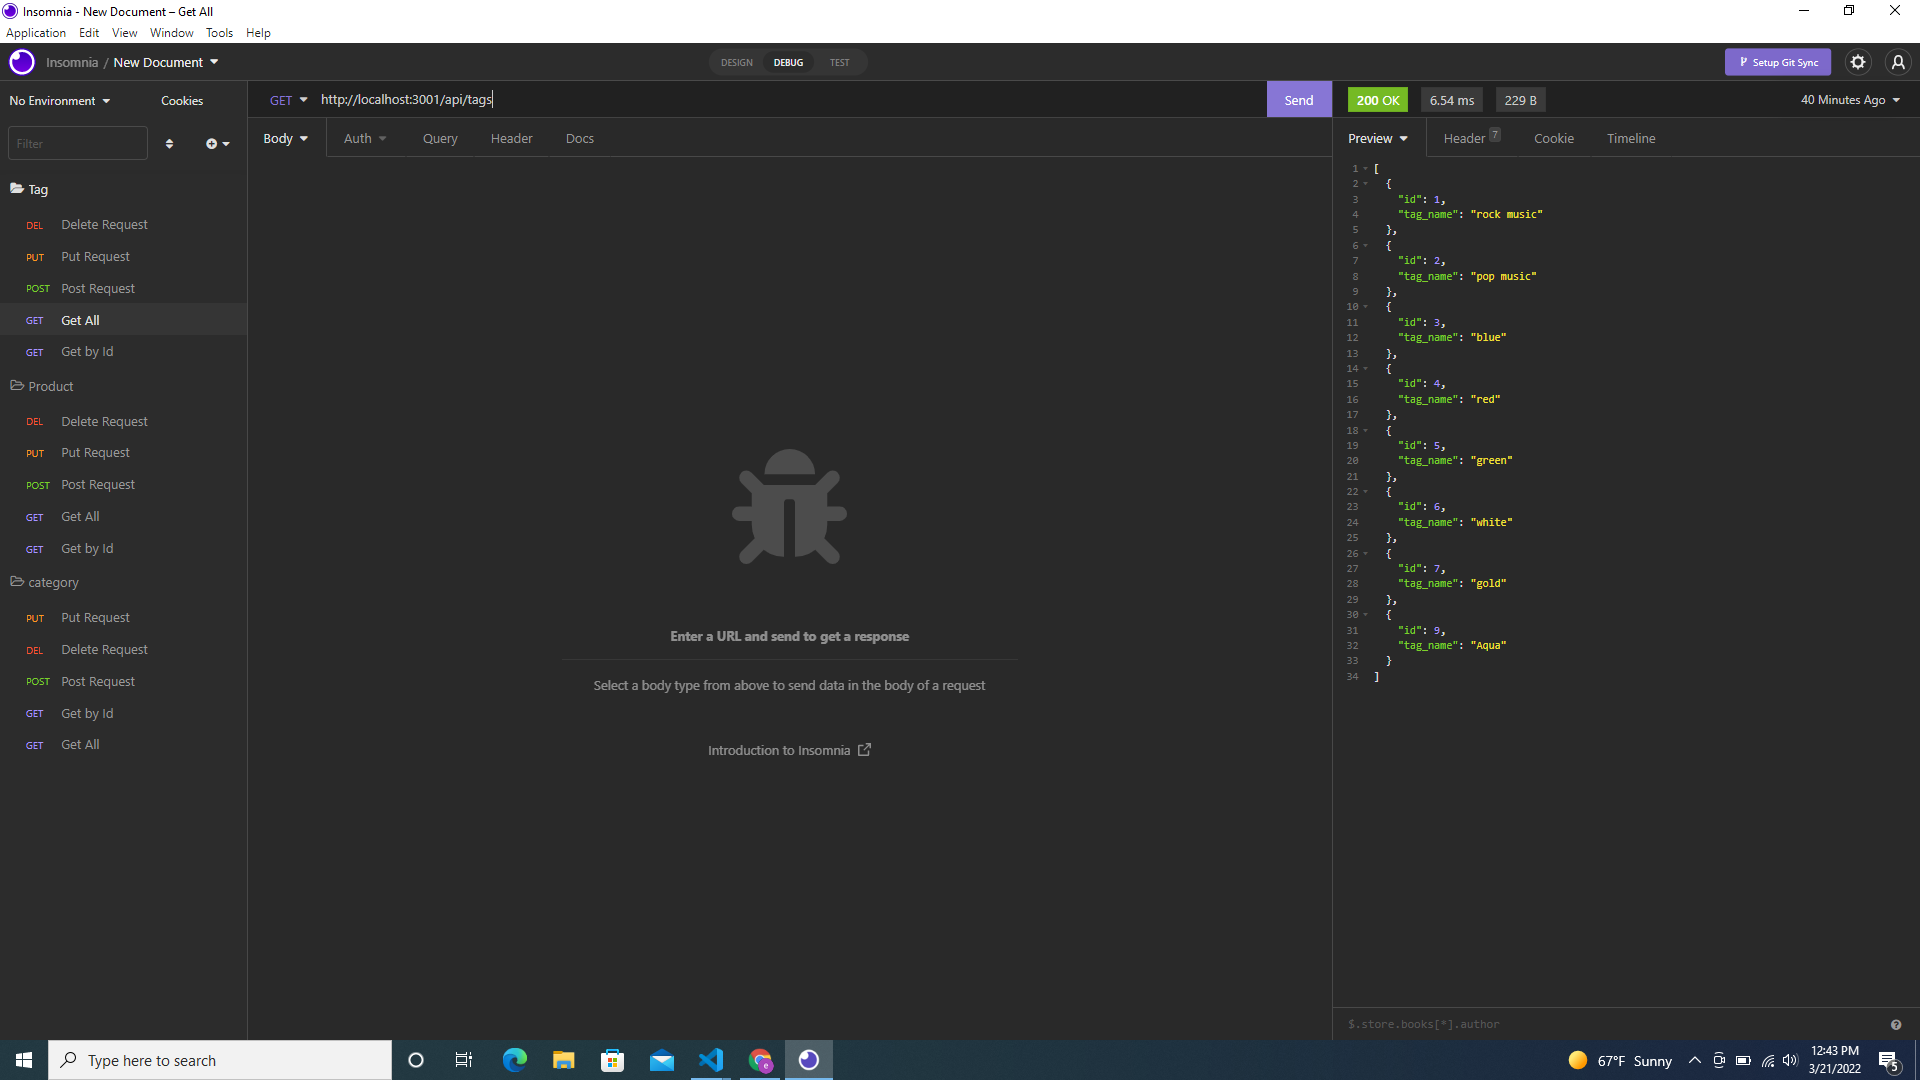 Insomnia - New Document – Get All
Application Edit View Window Tools Help
Insomnia / New Document
DESIGN DEBUG TEST
Setup Git Sync
No Environment Cookies
GET http://localhost:3001/api/tags
Send
200 OK 6.54 ms 229 B
40 Minutes Ago
Filter
Body Auth Query Header Docs
Preview Header 7 Cookie Timeline
Tag
DEL Delete Request
PUT Put Request
POST Post Request
GET Get All
GET Get by Id
Product
DEL Delete Request
PUT Put Request
POST Post Request
GET Get All
GET Get by Id
category
PUT Put Request
DEL Delete Request
POST Post Request
GET Get by Id
GET Get All
Enter a URL and send to get a response
Select a body type from above to send data in the body of a request
Introduction to Insomnia
1 [
2 {
3 "id": 1,
4 "tag_name": "rock music"
5 },
6 {
7 "id": 2,
8 "tag_name": "pop music"
9 },
10 {
11 "id": 3,
12 "tag_name": "blue"
13 },
14 {
15 "id": 4,
16 "tag_name": "red"
17 },
18 {
19 "id": 5,
20 "tag_name": "green"
21 },
22 {
23 "id": 6,
24 "tag_name": "white"
25 },
26 {
27 "id": 7,
28 "tag_name": "gold"
29 },
30 {
31 "id": 9,
32 "tag_name": "Aqua"
33 }
34 ]
$.store.books[*].author
Type here to search
67°F Sunny
12:43 PM
3/21/2022
5